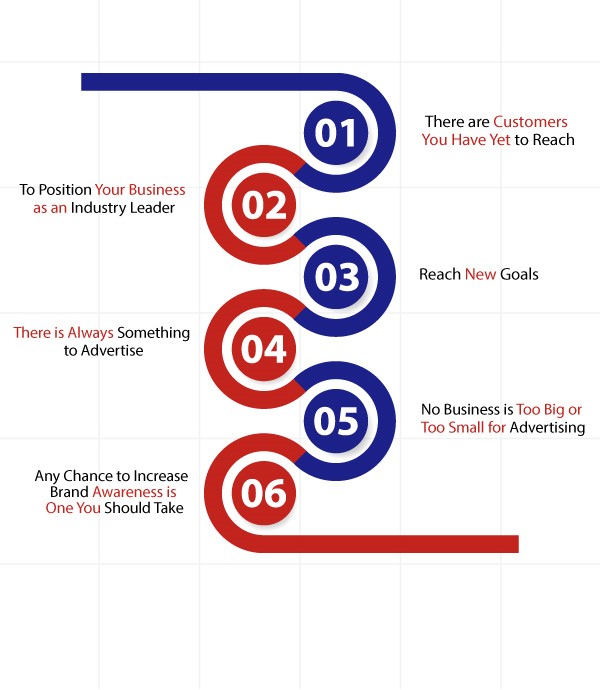 01
There are Customers
You Have Yet to Reach
02
To Position Your Business
as an Industry Leader
03
Reach New Goals
04
There is Always Something
to Advertise
05
No Business is Too Big or
Too Small for Advertising
06
Any Chance to Increase
Brand Awareness is
One You Should Take